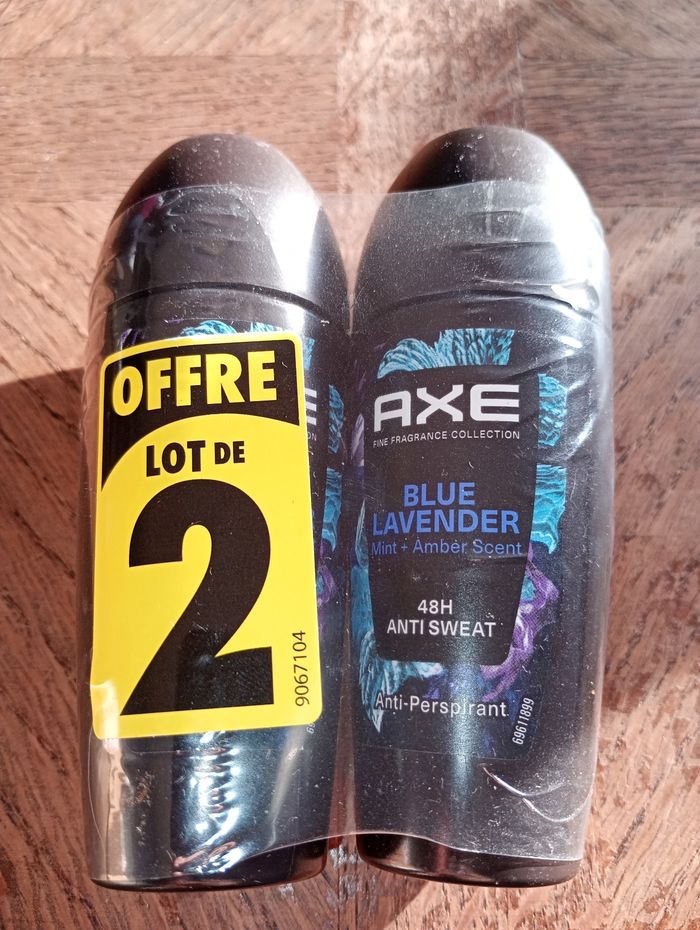 OFFRE
LOT DE
2
9067104
E
ON
AXE
FINE FRAGRANCE COLLECTION
BLUE
LAVENDER
Mint + Amber Scent
48H
ANTI SWEAT
Anti-Perspirant
69611899